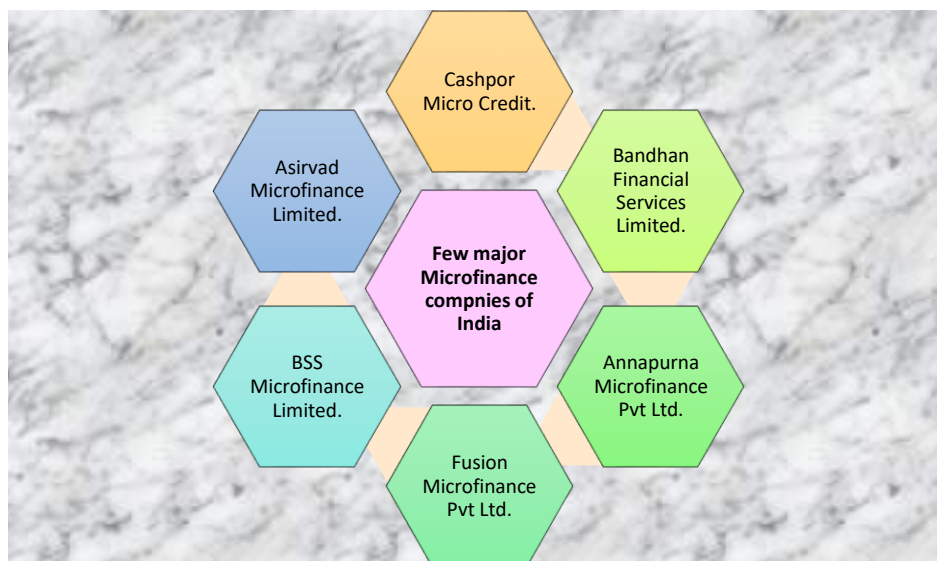 Cashpor
Micro Credit.
Bandhan
Financial
Services
Limited.
Annapurna
Microfinance
Pvt Ltd.
Fusion
Microfinance
Pvt Ltd.
BSS
Microfinance
Limited.
Asirvad
Microfinance
Limited.
Few major
Microfinance
compnies of
India